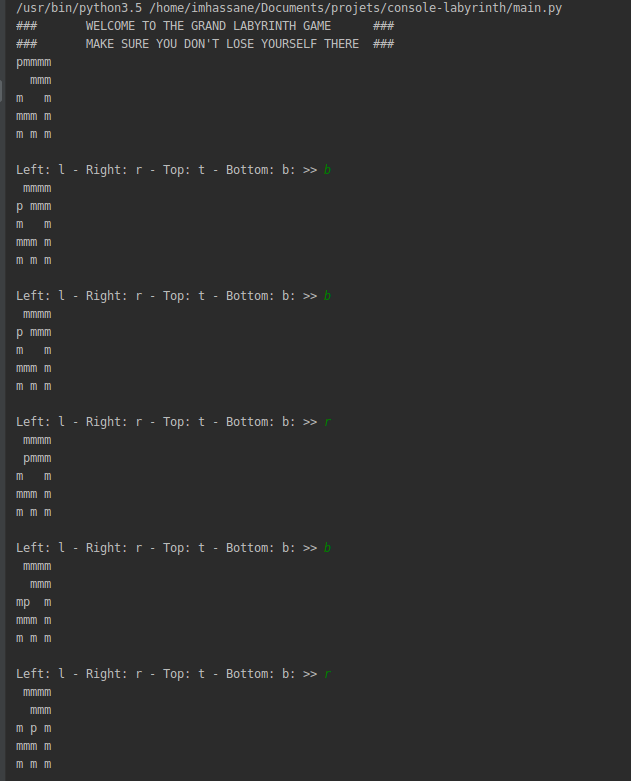 /usr/bin/python3.5 /home/imhassane/Documents/projets/console-labyrinth/main.py
###       WELCOME TO THE GRAND LABYRINTH GAME      ###
###       MAKE SURE YOU DON'T LOSE YOURSELF THERE  ###
pmmmm
  mmm
m   m
mmm m
m m m

Left: l - Right: r - Top: t - Bottom: b: >> b
 mmmm
p mmm
m   m
mmm m
m m m

Left: l - Right: r - Top: t - Bottom: b: >> b
 mmmm
p mmm
m   m
mmm m
m m m

Left: l - Right: r - Top: t - Bottom: b: >> r
 mmmm
 pmmm
m   m
mmm m
m m m

Left: l - Right: r - Top: t - Bottom: b: >> b
 mmmm
  mmm
mp  m
mmm m
m m m

Left: l - Right: r - Top: t - Bottom: b: >> r
 mmmm
  mmm
m p m
mmm m
m m m